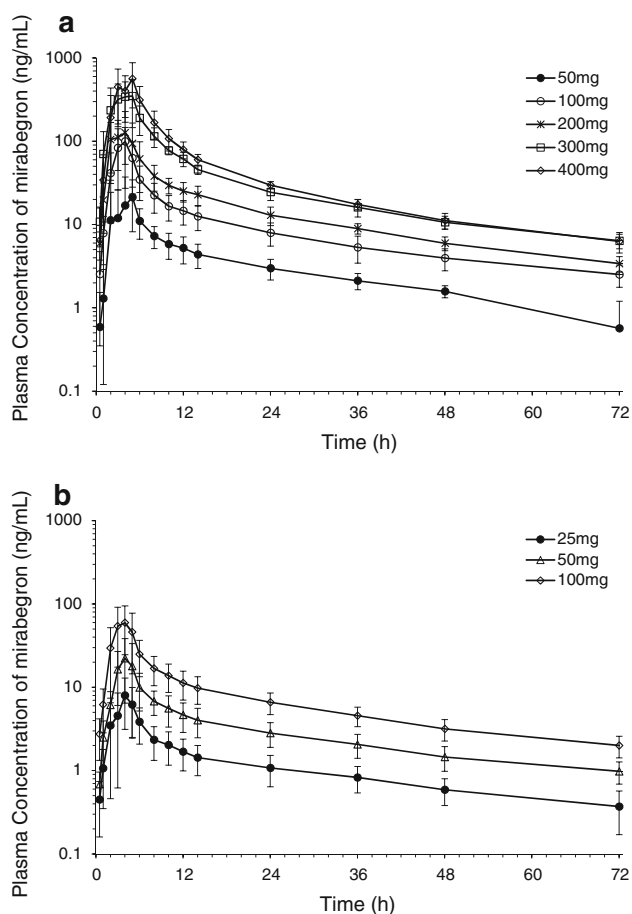 a
Plasma Concentration of mirabegron (ng/mL)
1000
100
10
1
0.1
50mg
100mg
200mg
300mg
400mg
0 12 24 36 48 60 72
Time (h)
b
Plasma Concentration of mirabegron (ng/mL)
1000
100
10
1
0.1
25mg
50mg
100mg
0 12 24 36 48 60 72
Time (h)